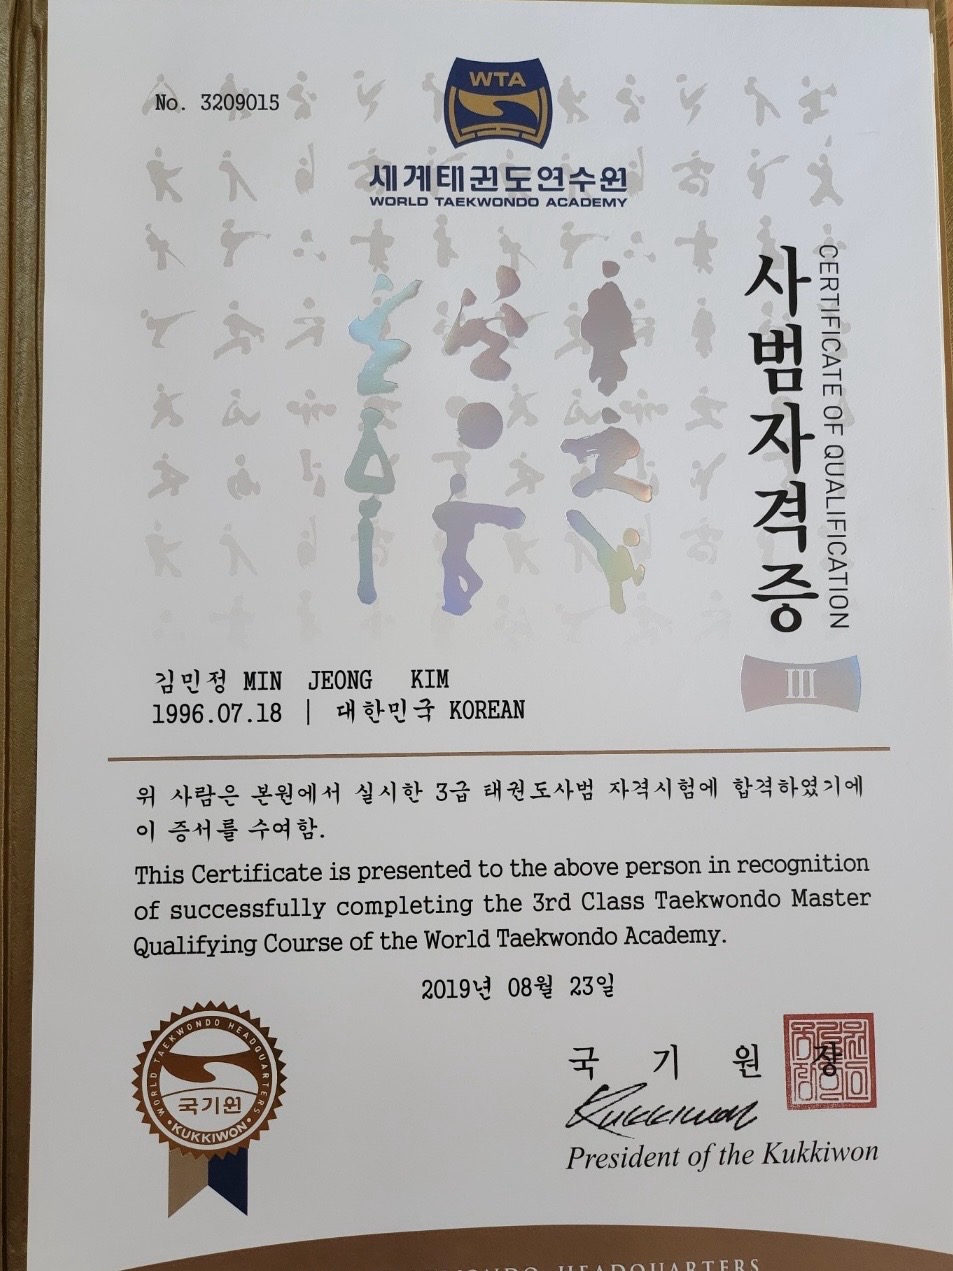 No. 3209015
WTA
세계태권도연수원
WORLD TAEKWONDO ACADEMY
사범자격증
CERTIFICATE OF QUALIFICATION
III
김민정 MIN JEONG KIM
1996.07.18 | 대한민국 KOREAN
위 사람은 본원에서 실시한 3급 태권도사범 자격시험에 합격하였기에
이 증서를 수여함.
This Certificate is presented to the above person in recognition
of successfully completing the 3rd Class Taekwondo Master
Qualifying Course of the World Taekwondo Academy.
2019년 08월 23일
WORLD TAEKWONDO HEADQUARTERS
국기원
KUKKIWON
국 기 원 장
Kukkiwon
President of the Kukkiwon
HEADQUARTERS